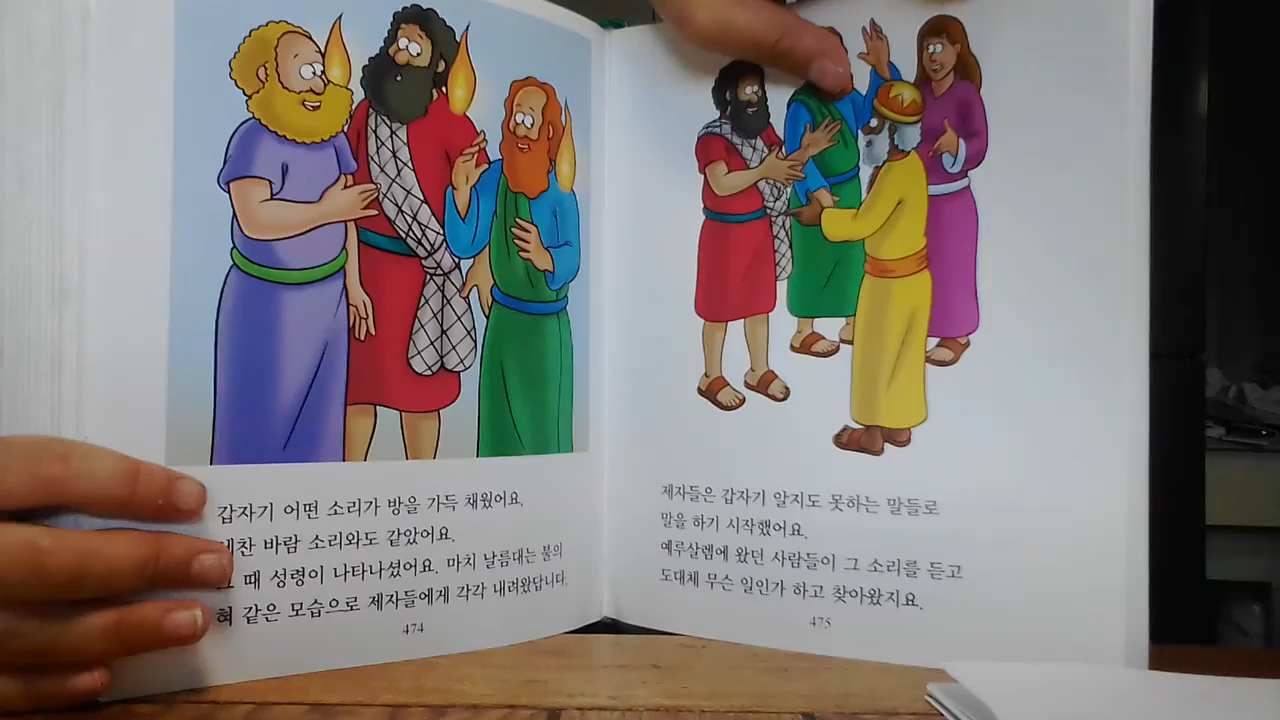 갑자기 어떤 소리가 방을 가득 채웠어요.
바람 소리와도 같았어요.
때 성령이 나타나셨어요. 마치 날름대는 불의
혀 같은 모습으로 제자들에게 각각 내려왔답니다.
474
제자들은 갑자기 알지도 못하는 말들로
말을 하기 시작했어요.
예루살렘에 왔던 사람들이 그 소리를 듣고
도대체 무슨 일인가 하고 찾아왔지요.
475